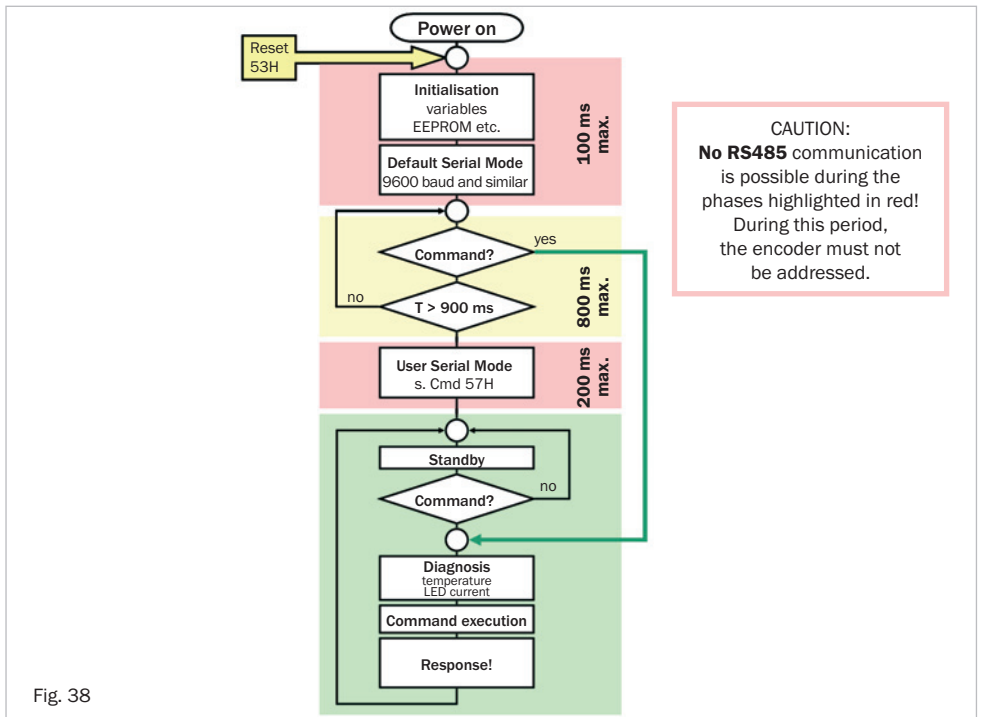 Power on
Reset
53H
Initialisation
variables
EEPROM etc.
Default Serial Mode
9600 baud and similar
100 ms
max.
CAUTION:
No RS485 communication
is possible during the
phases highlighted in red!
During this period,
the encoder must not
be addressed.
Command?
yes
T > 900 ms
no
800 ms
max.
User Serial Mode
s. Cmd 57H
200 ms
max.
Standby
Command?
no
Diagnosis
temperature
LED current
Command execution
Response!
Fig. 38